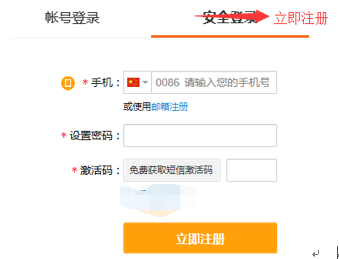 帐号登录 安全登录 立即注册
* 手机： 0086 请输入您的手机号
或使用邮箱注册
* 设置密码：
* 激活码： 免费获取短信激活码
立即注册